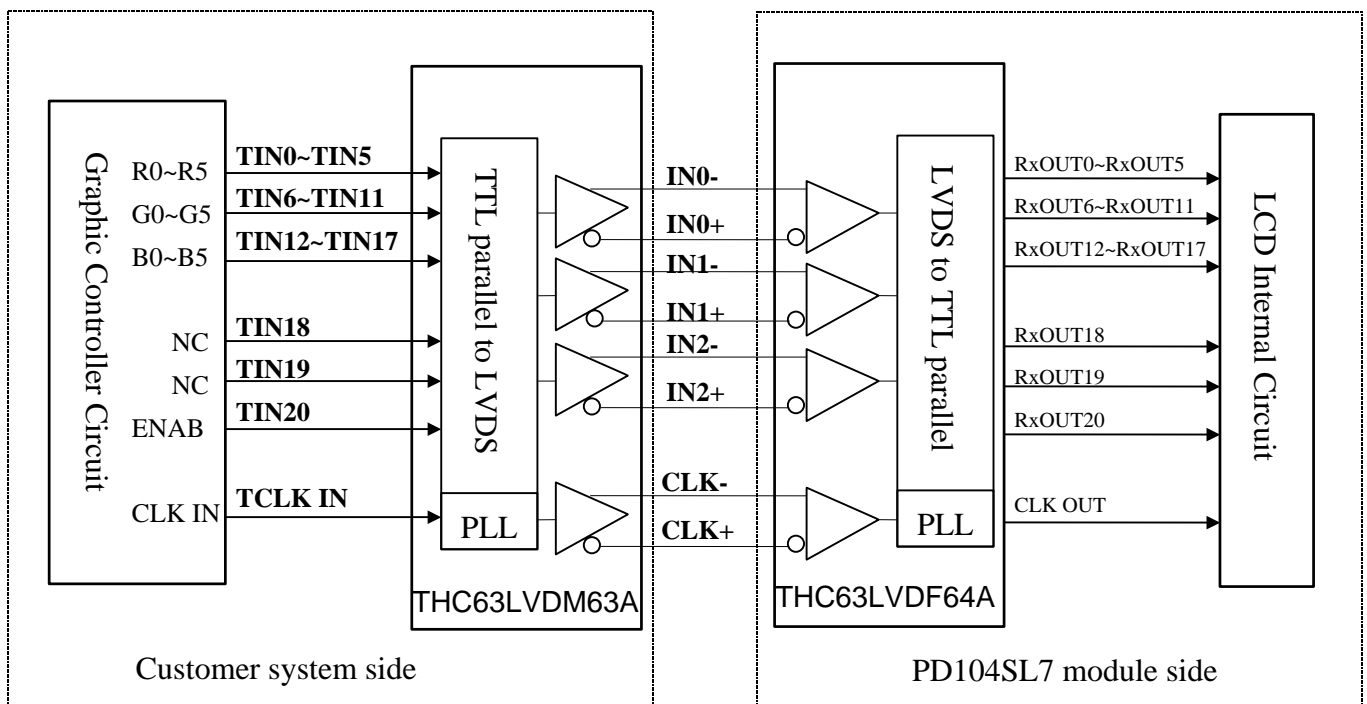 Graphic Controller Circuit
R0~R5
G0~G5
B0~B5
NC
NC
ENAB
CLK IN
TIN0~TIN5
TIN6~TIN11
TIN12~TIN17
TIN18
TIN19
TIN20
TCLK IN
TTL parallel to LVDS
PLL
THC63LVDM63A
IN0-
IN0+
IN1-
IN1+
IN2-
IN2+
CLK-
CLK+
LVDS to TTL parallel
PLL
THC63LVDF64A
RxOUT0~RxOUT5
RxOUT6~RxOUT11
RxOUT12~RxOUT17
RxOUT18
RxOUT19
RxOUT20
CLK OUT
LCD Internal Circuit
Customer system side
PD104SL7 module side